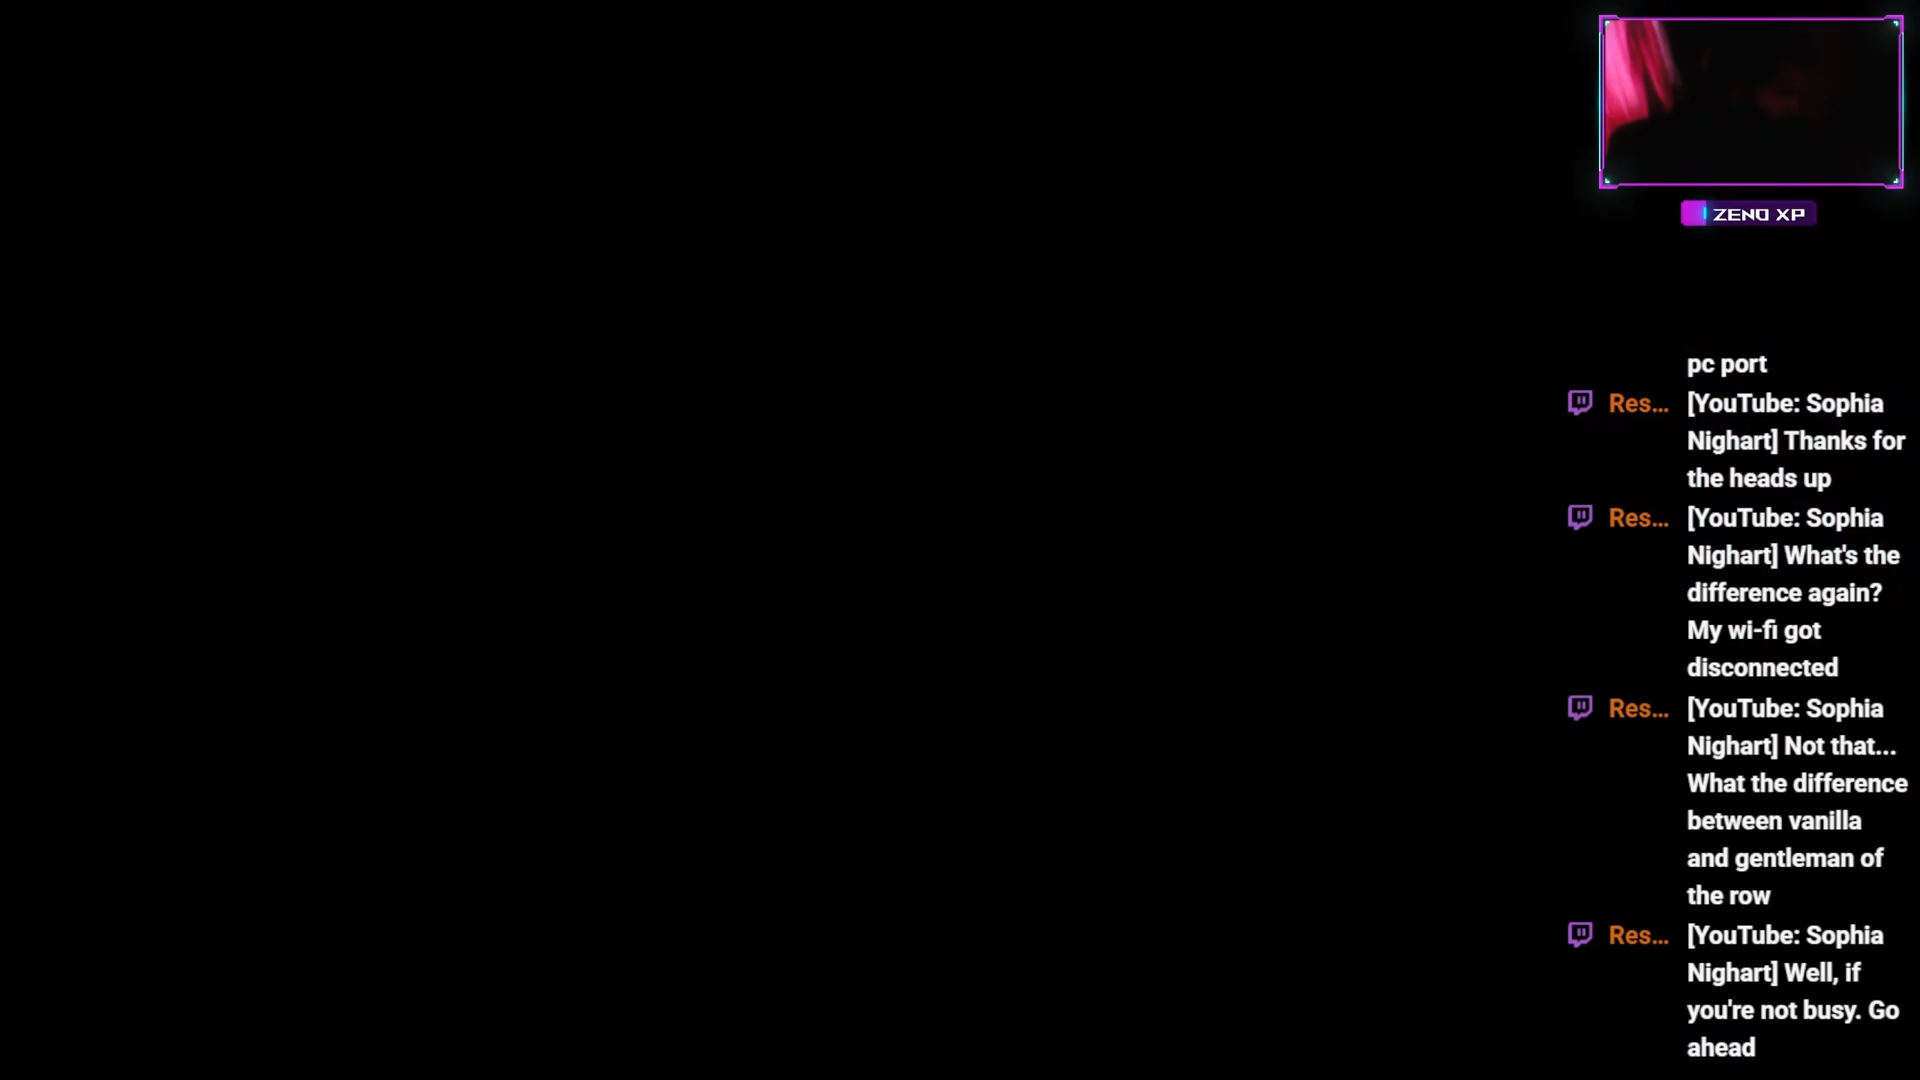 ZENO XP
pc port
Res... [YouTube: Sophia
Nighart] Thanks for
the heads up
Res... [YouTube: Sophia
Nighart] What's the
difference again?
My wi-fi got
disconnected
Res... [YouTube: Sophia
Nighart] Not that...
What the difference
between vanilla
and gentleman of
the row
Res... [YouTube: Sophia
Nighart] Well, if
you're not busy. Go
ahead